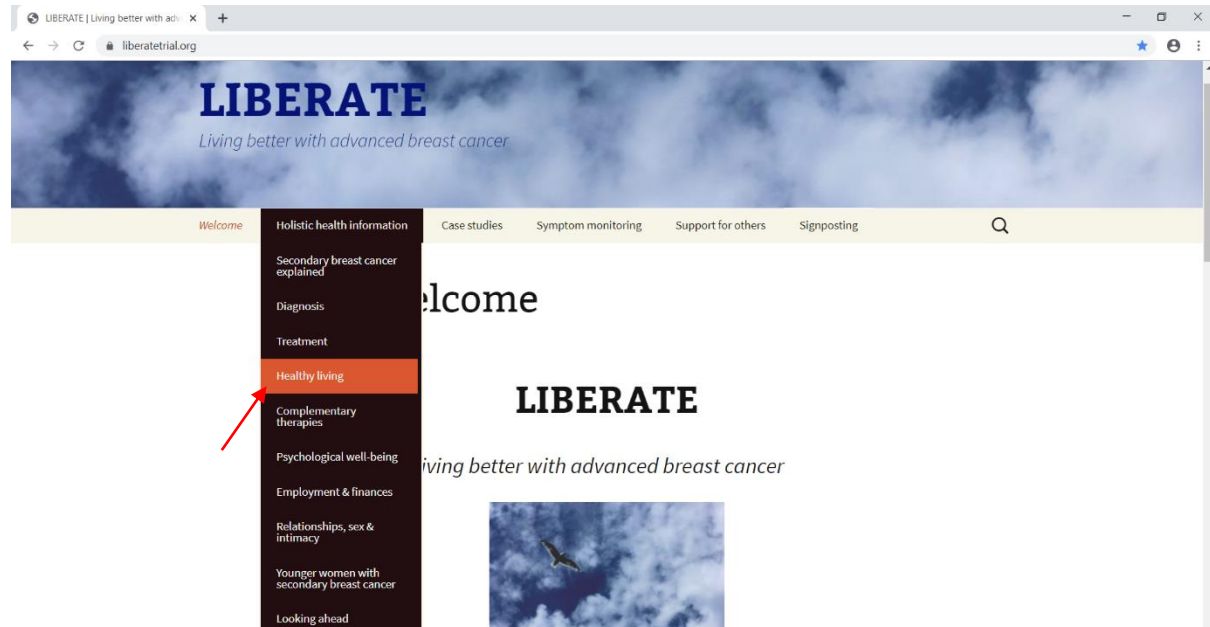 LIBERATE | Living better with adv
liberatetrial.org
LIBERATE
Living better with advanced breast cancer
Welcome Holistic health information Case studies Symptom monitoring Support for others Signposting
Secondary breast cancer
explained
Diagnosis
elcome
Treatment
Healthy living
LIBERATE
Complementary
therapies
Psychological well-being
iving better with advanced breast cancer
Employment & finances
Relationships, sex &
intimacy
Younger women with
secondary breast cancer
Looking ahead